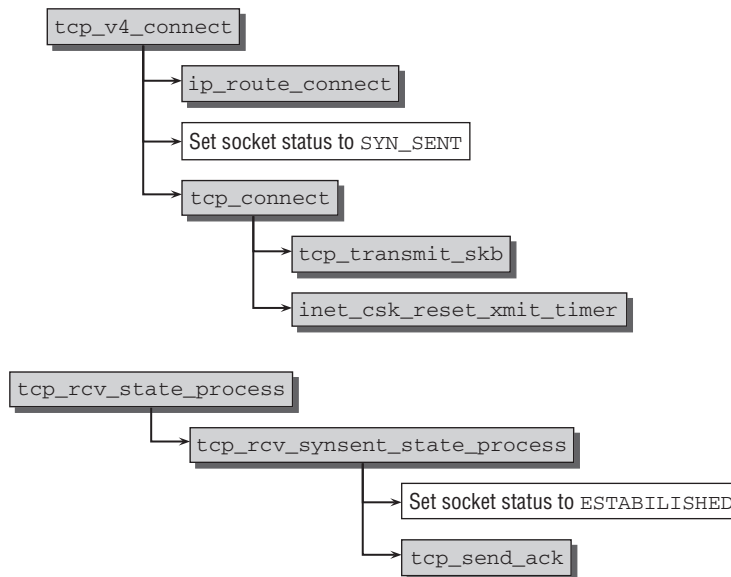 tcp_v4_connect
ip_route_connect
Set socket status to SYN_SENT
tcp_connect
tcp_transmit_skb
inet_csk_reset_xmit_timer
tcp_rcv_state_process
tcp_rcv_synsent_state_process
Set socket status to ESTABILISHED
tcp_send_ack